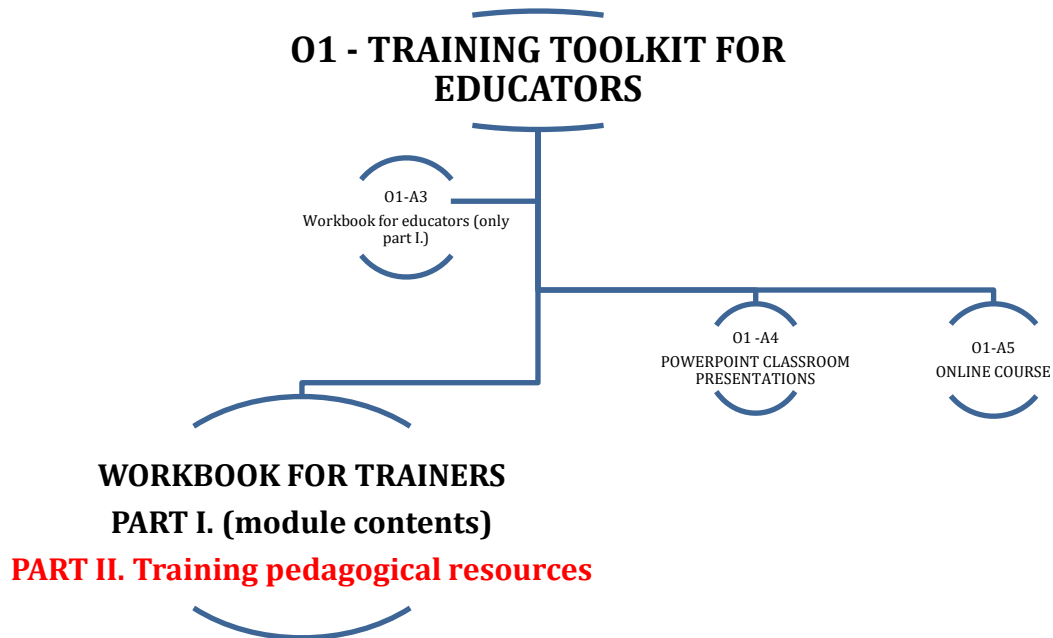 O1 - TRAINING TOOLKIT FOR
EDUCATORS
O1-A3
Workbook for educators (only
part I.)
O1 -A4
POWERPOINT CLASSROOM
PRESENTATIONS
O1-A5
ONLINE COURSE
WORKBOOK FOR TRAINERS
PART I. (module contents)
PART II. Training pedagogical resources